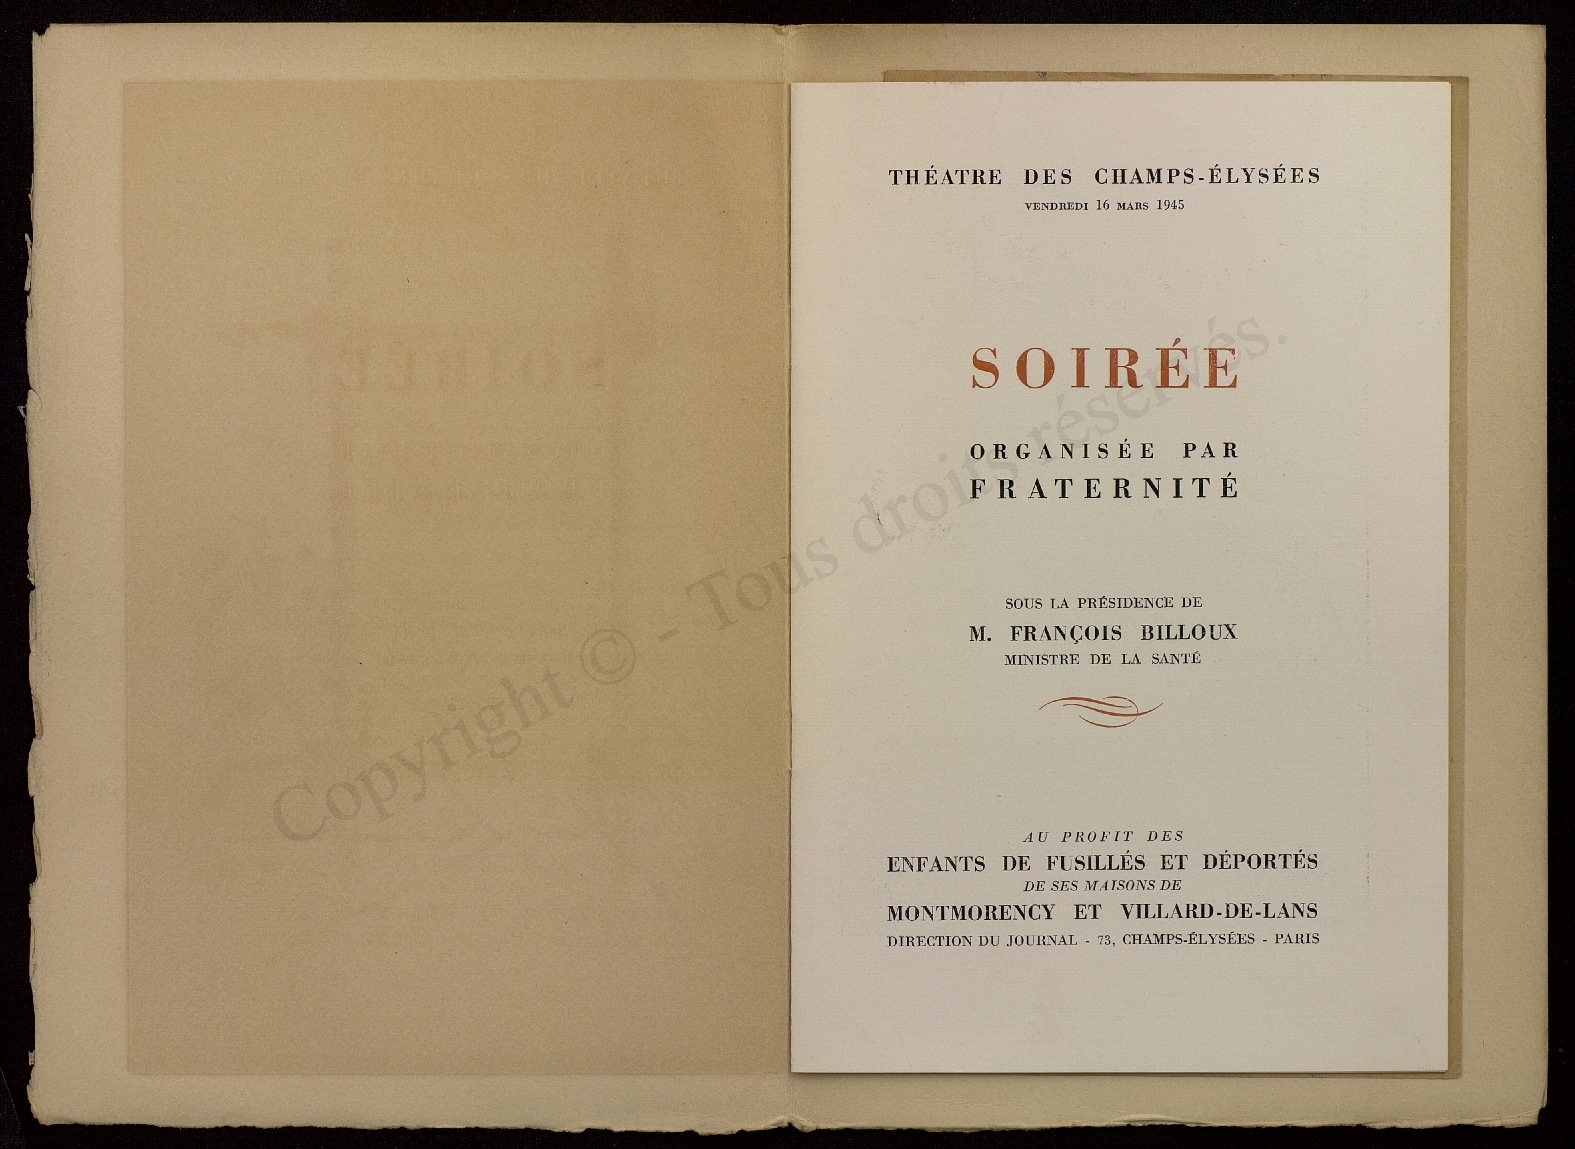 THÉATRE DES CHAMPS-ÉLYSÉES
VENDREDI 16 MARS 1945
SOIRÉE
ORGANISÉE PAR
FRATERNITÉ
SOUS LA PRÉSIDENCE DE
M. FRANÇOIS BILLOUX
MINISTRE DE LA SANTÉ
AU PROFIT DES
ENFANTS DE FUSILLÉS ET DÉPORTÉS
DE SES MAISONS DE
MONTMORENCY ET VILLARD-DE-LANS
DIRECTION DU JOURNAL - 73, CHAMPS-ÉLYSÉES - PARIS
Copyright © - Tous droits réservés.